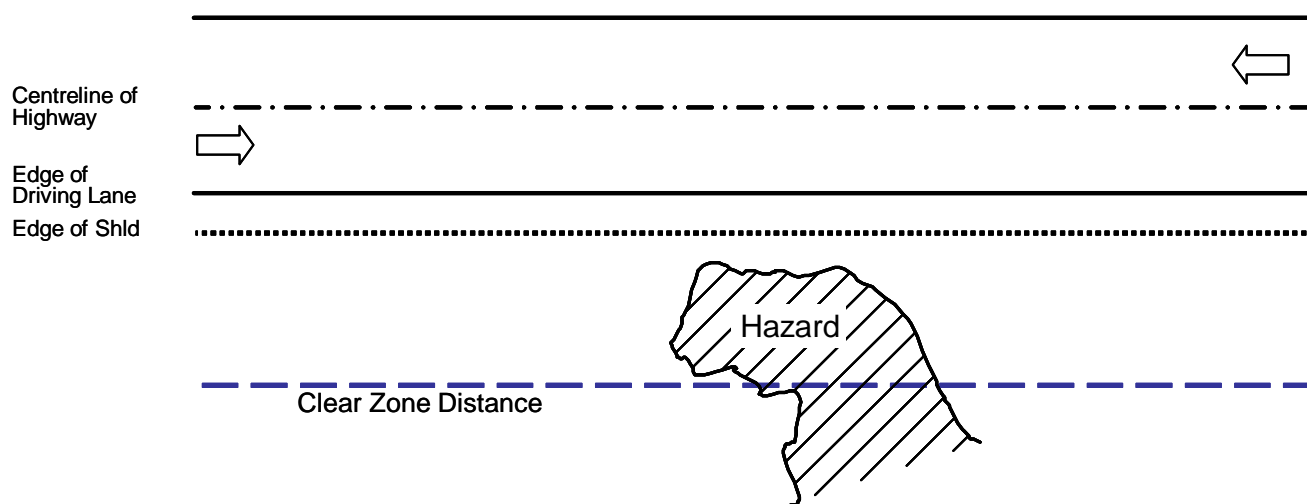 Centreline of
Highway
Edge of
Driving Lane
Edge of Shld
Hazard
Clear Zone Distance